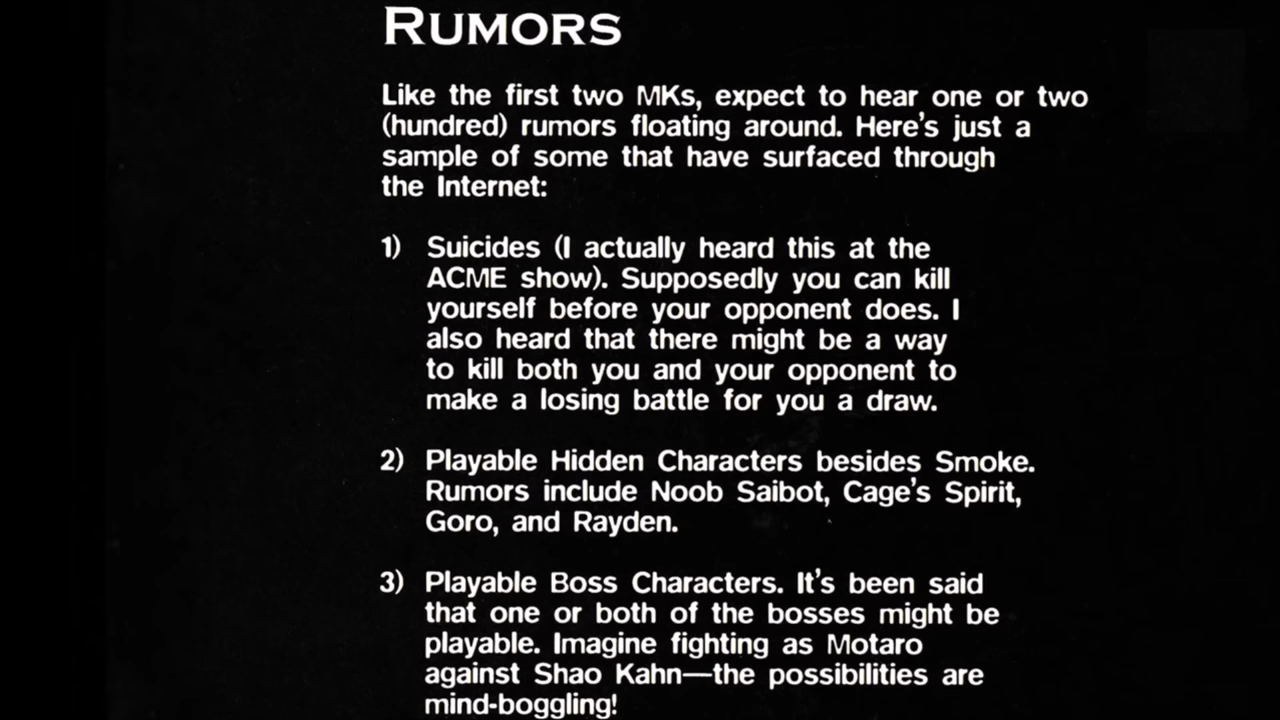 RUMORS
Like the first two MKs, expect to hear one or two
(hundred) rumors floating around. Here's just a
sample of some that have surfaced through
the Internet:
1) Suicides (I actually heard this at the
ACME show). Supposedly you can kill
yourself before your opponent does. I
also heard that there might be a way
to kill both you and your opponent to
make a losing battle for you a draw.
2) Playable Hidden Characters besides Smoke.
Rumors include Noob Saibot, Cage's Spirit,
Goro, and Rayden.
3) Playable Boss Characters. It's been said
that one or both of the bosses might be
playable. Imagine fighting as Motaro
against Shao Kahn—the possibilities are
mind-boggling!